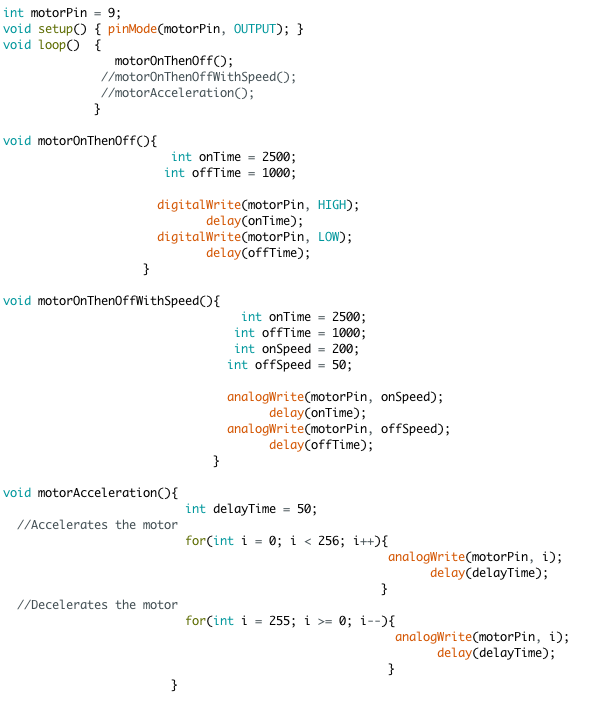 int motorPin = 9;
void setup() { pinMode(motorPin, OUTPUT); }
void loop()  {
motorOnThenOff();
//motorOnThenOffWithSpeed();
//motorAcceleration();
}
void motorOnThenOff(){
int onTime = 2500;
int offTime = 1000;
digitalWrite(motorPin, HIGH);
delay(onTime);
digitalWrite(motorPin, LOW);
delay(offTime);
}
void motorOnThenOffWithSpeed(){
int onTime = 2500;
int offTime = 1000;
int onSpeed = 200;
int offSpeed = 50;
analogWrite(motorPin, onSpeed);
delay(onTime);
analogWrite(motorPin, offSpeed);
delay(offTime);
}
void motorAcceleration(){
int delayTime = 50;
//Accelerates the motor
for(int i = 0; i < 256; i++){
analogWrite(motorPin, i);
delay(delayTime);
}
//Decelerates the motor
for(int i = 255; i >= 0; i--){
analogWrite(motorPin, i);
delay(delayTime);
}
}